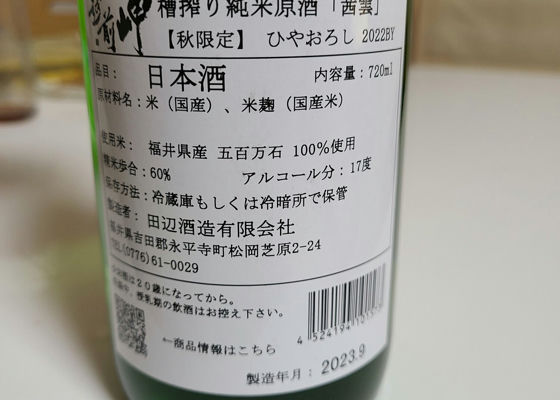 越前岬 槽搾り純米原酒「茜雲」
【秋限定】 ひやおろし 2022BY
品目： 日本酒 内容量：720ml
原材料名：米（国産）、米麹（国産米）
使用米： 福井県産 五百万石 100%使用
精米歩合：60% アルコール分：17度
保存方法：冷蔵庫もしくは冷暗所で保管
製造者： 田辺酒造有限会社
福井県吉田郡永平寺町松岡芝原2-24
TEL.(0776)61-0029
お酒は２０歳になってから。
授乳期の飲酒はお控え下さい。
←商品情報はこちら
製造年月：2023.9